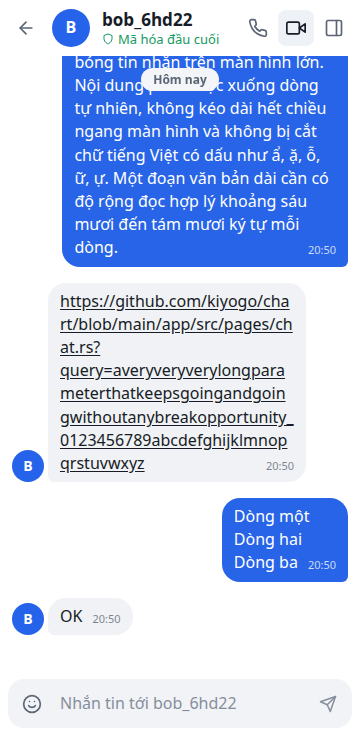 bob_6hd22
Mã hóa đầu cuối
bóng tin nhắn trên màn hình lớn.
Hôm nay
Nội dung xuống dòng
tự nhiên, không kéo dài hết chiều
ngang màn hình và không bị cắt
chữ tiếng Việt có dấu như ẩ, ặ, ỗ,
ữ, ự. Một đoạn văn bản dài cần có
độ rộng đọc hợp lý khoảng sáu
mươi đến tám mươi ký tự mỗi
dòng.
20:50
https://github.com/kiyogo/cha
rt/blob/main/app/src/pages/ch
at.rs?
query=averyveryverylongpara
meterthatkeepsgoingandgoin
gwithoutanybreakopportunity_
0123456789abcdefghijklmnop
qrstuvwxyz
20:50
B
Dòng một
Dòng hai
Dòng ba 20:50
B
OK 20:50
Nhắn tin tới bob_6hd22